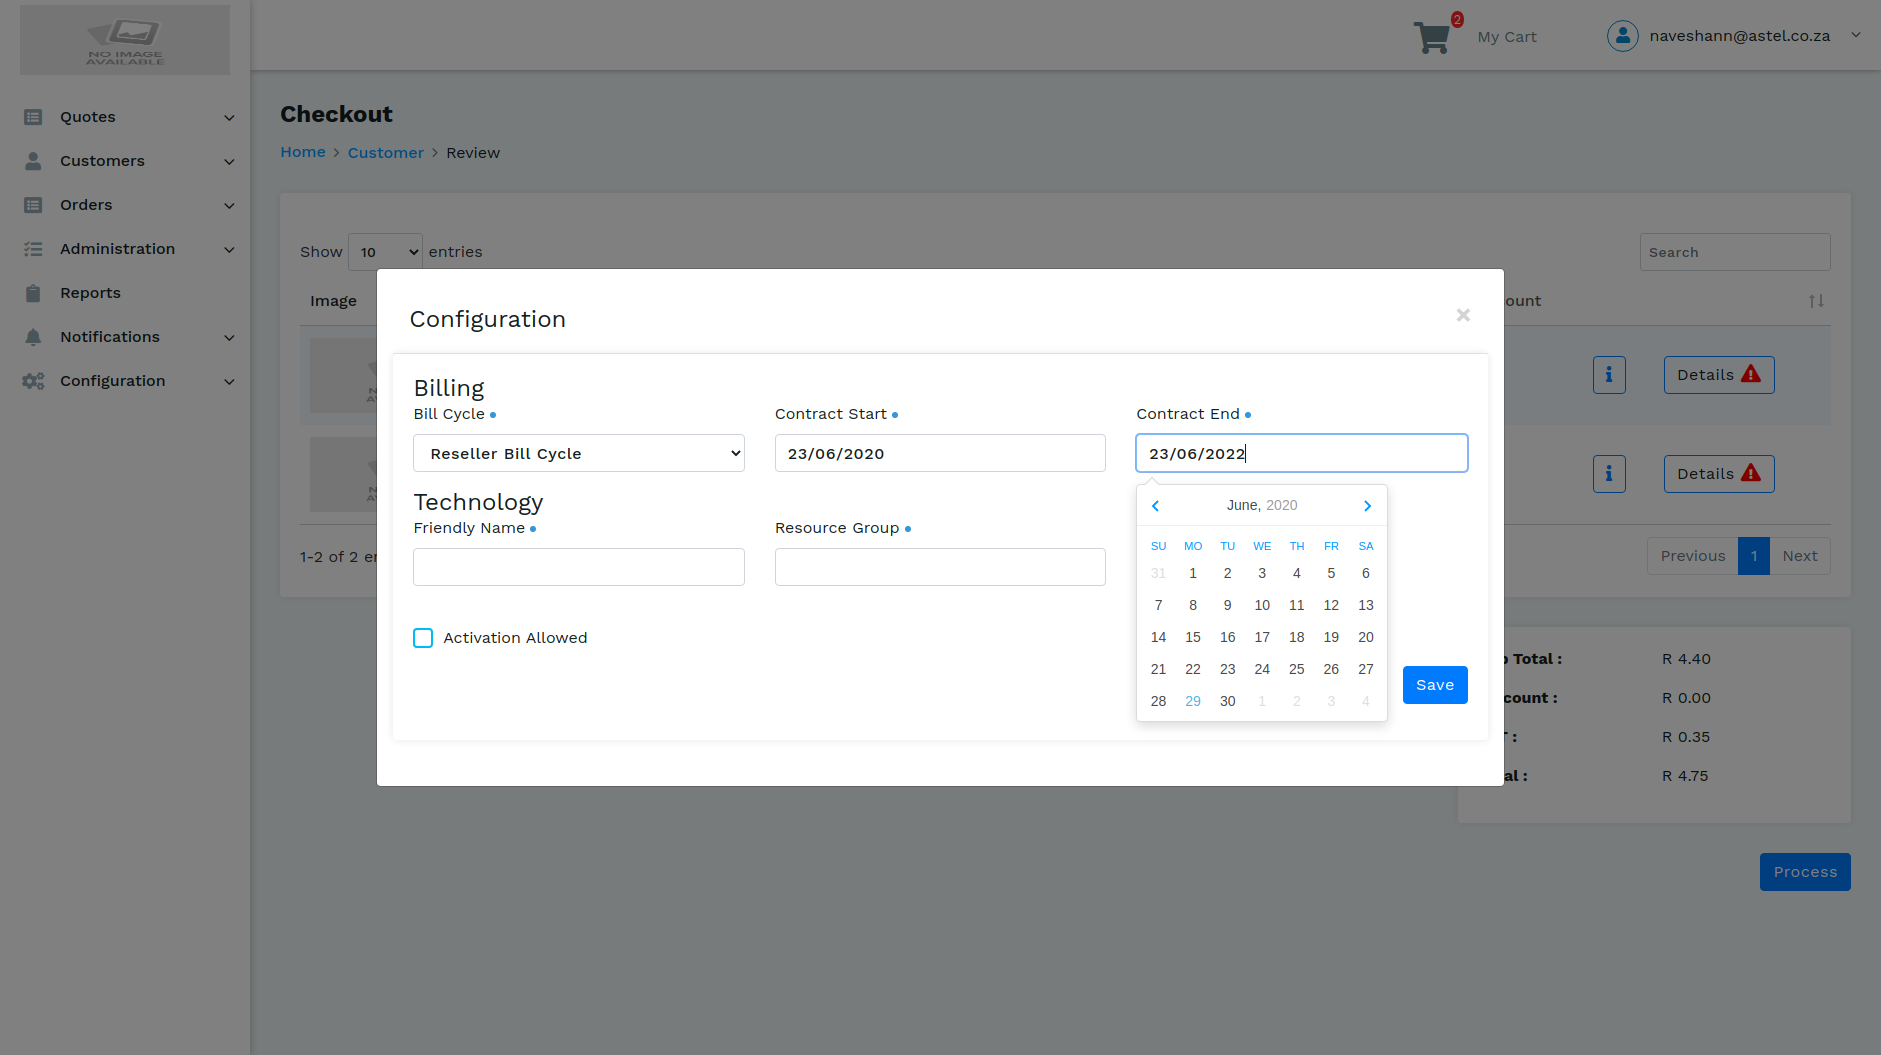 NO IMAGE
AVAILABLE
2
My Cart
naveshann@astel.co.za
Quotes
Customers
Orders
Administration
Reports
Notifications
Configuration
Checkout
Home > Customer > Review
Show 10 entries
Search
Image
ount
Details
Details
1-2 of 2 e
Previous 1 Next
Configuration
×
Billing
Bill Cycle
Contract Start
Contract End
Reseller Bill Cycle
23/06/2020
23/06/2022
Technology
Friendly Name
Resource Group
Activation Allowed
June, 2020
SU MO TU WE TH FR SA
31 1 2 3 4 5 6
7 8 9 10 11 12 13
14 15 16 17 18 19 20
21 22 23 24 25 26 27
28 29 30 1 2 3 4
Save
Total : R 4.40
count : R 0.00
: R 0.35
al : R 4.75
Process